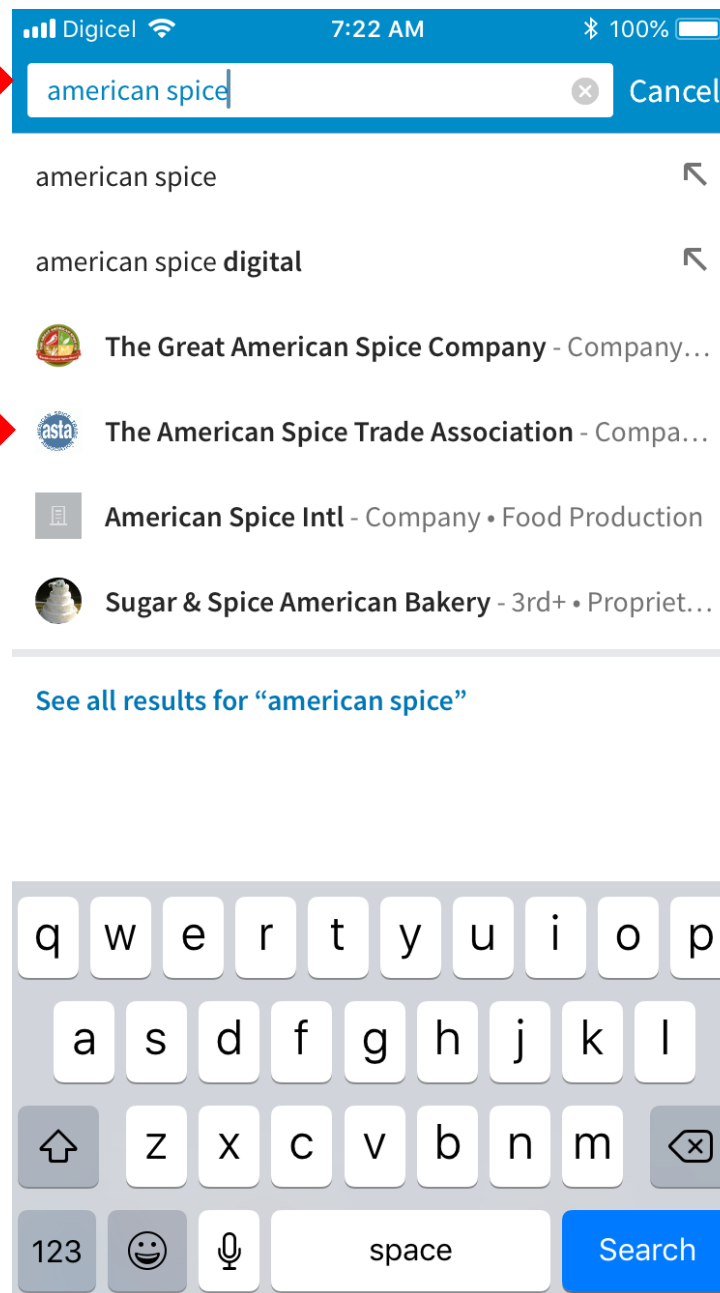 Digicel 7:22 AM 100%
american spice Cancel
american spice
american spice digital
The Great American Spice Company - Company…
asta The American Spice Trade Association - Compa…
American Spice Intl - Company • Food Production
Sugar & Spice American Bakery - 3rd+ • Propriet…
See all results for “american spice”
q w e r t y u i o p
a s d f g h j k l
z x c v b n m
123 space Search